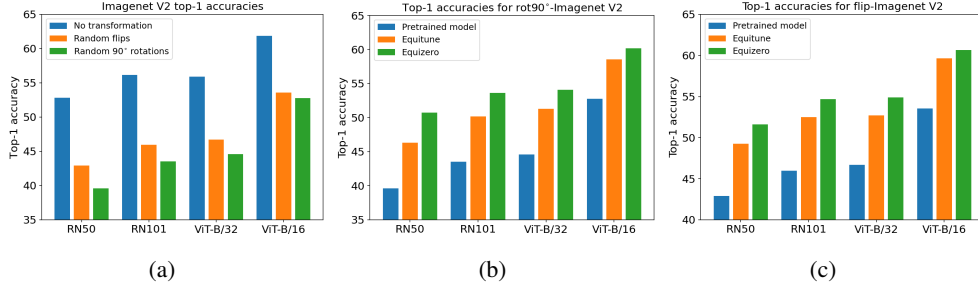 Imagenet V2 top-1 accuracies
No transformation
Random flips
Random 90° rotations
Top-1 accuracy
60
55
50
45
40
35
RN50 RN101 ViT-B/32 ViT-B/16
(a)
Top-1 accuracies for rot90°-Imagenet V2
Pretrained model
Equitune
Equizero
Top-1 accuracy
65
60
55
50
45
40
35
RN50 RN101 ViT-B/32 ViT-B/16
(b)
Top-1 accuracies for flip-Imagenet V2
Pretrained model
Equitune
Equizero
Top-1 accuracy
65
60
55
50
45
40
RN50 RN101 ViT-B/32 ViT-B/16
(c)